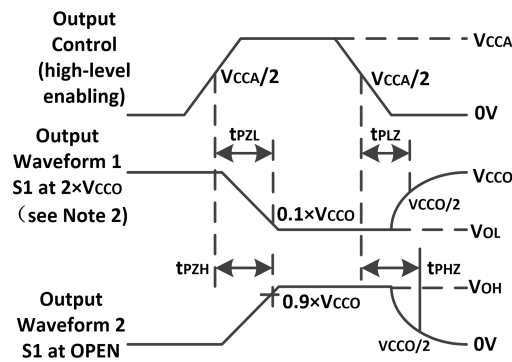 Output
Control
(high-level
enabling)
VCCA
VCCA/2
VCCA/2
0V
Output
Waveform 1
S1 at 2×VCCO
（see Note 2)
tPZL
tPLZ
VCCO
VCCO/2
0.1×VCCO
VOL
tPZH
tPHZ
VOH
Output
Waveform 2
S1 at OPEN
0.9×VCCO
VCCO/2
0V